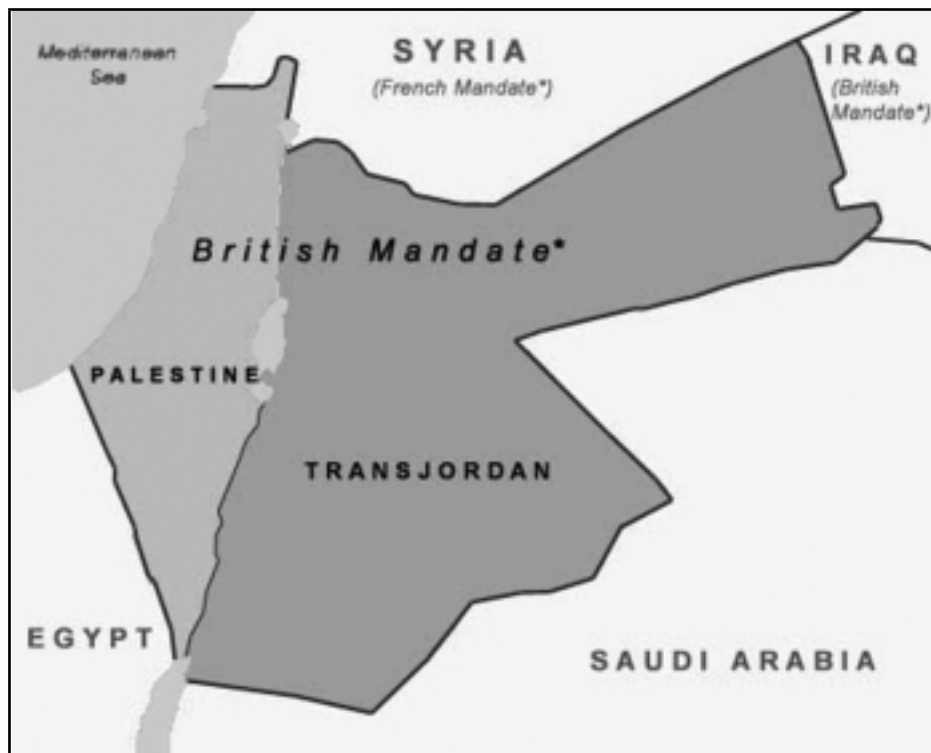 Mediterranean
Sea
SYRIA
(French Mandate*)
IRAQ
(British
Mandate*)
British Mandate*
PALESTINE
TRANSJORDAN
EGYPT
SAUDI ARABIA